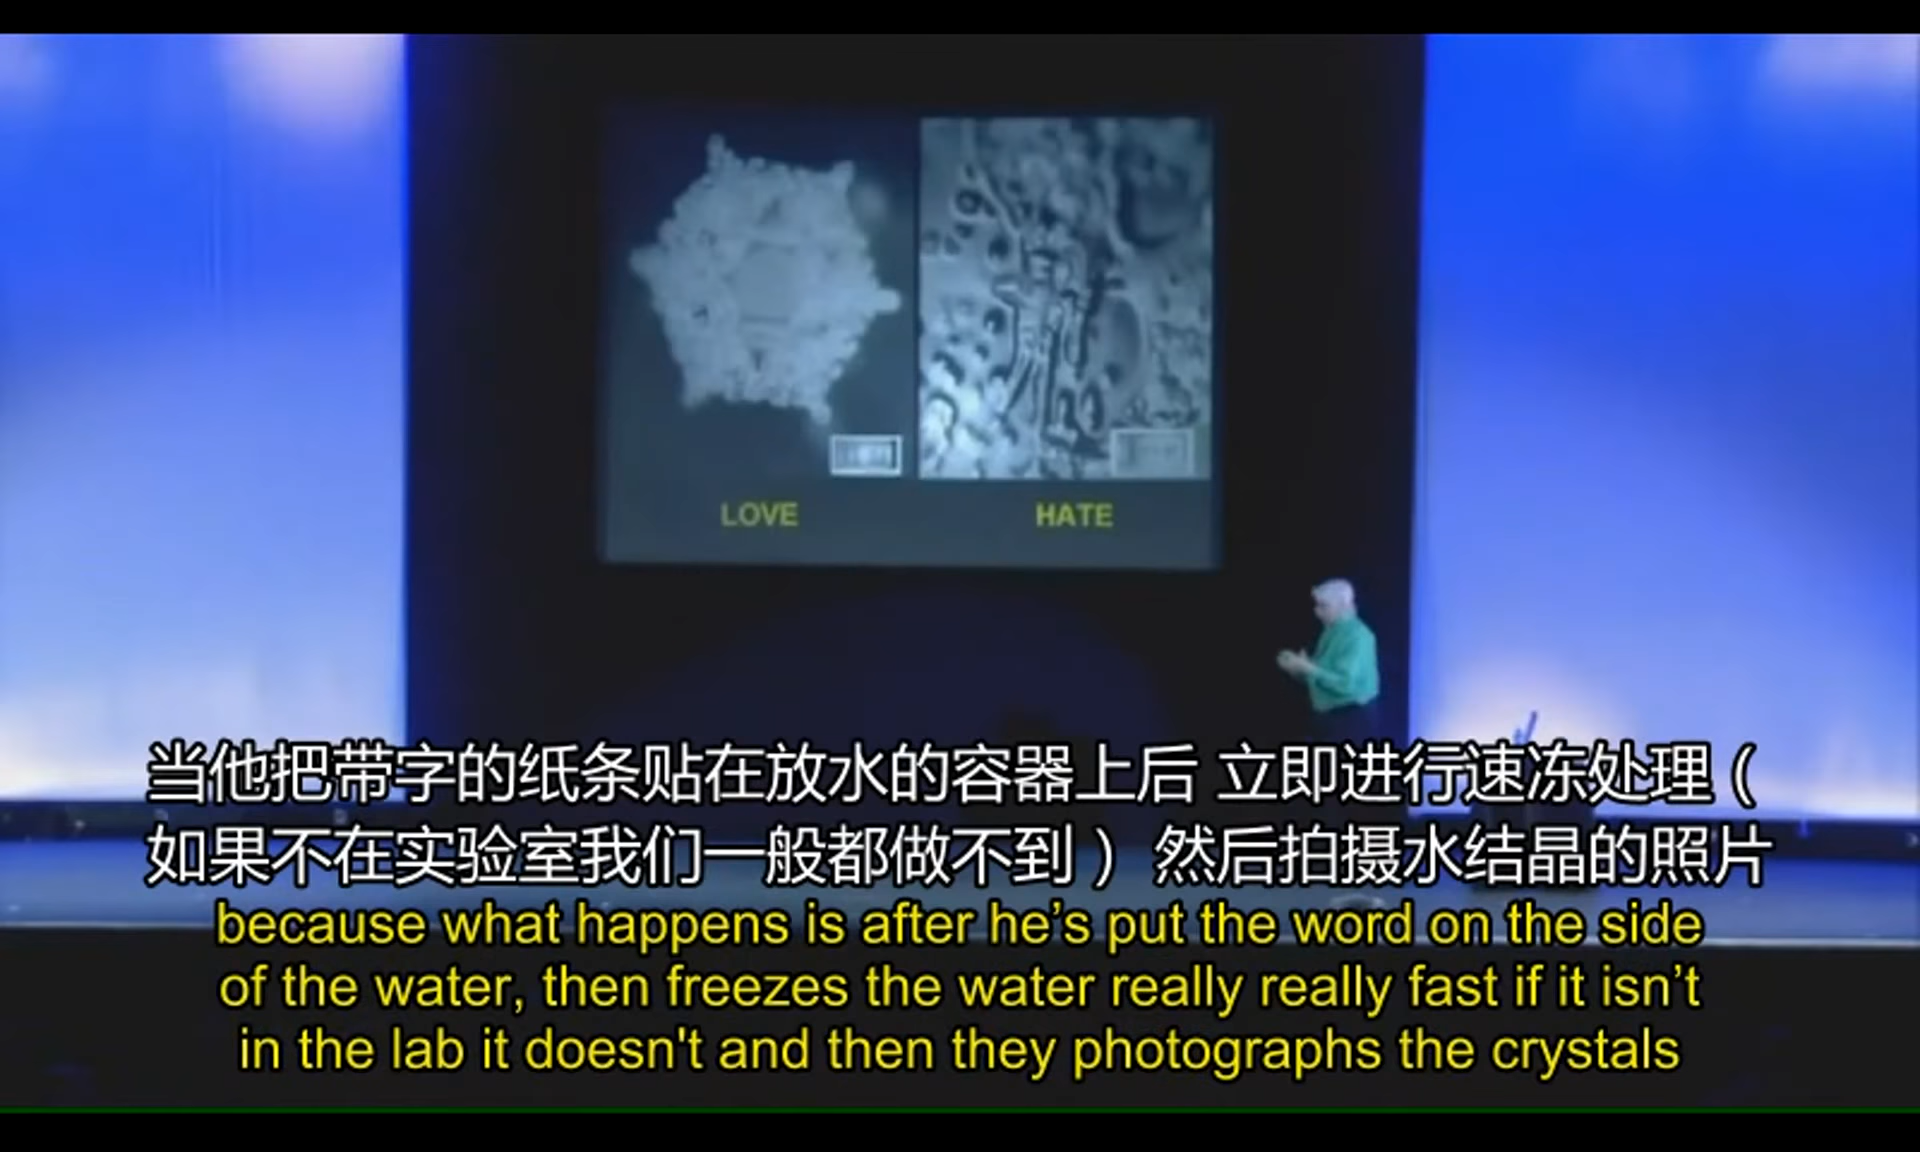 LOVE
HATE
当他把带字的纸条贴在放水的容器上后 立即进行速冻处理（
如果不在实验室我们一般都做不到） 然后拍摄水结晶的照片
because what happens is after he's put the word on the side
of the water, then freezes the water really really fast if it isn't
in the lab it doesn't and then they photographs the crystals